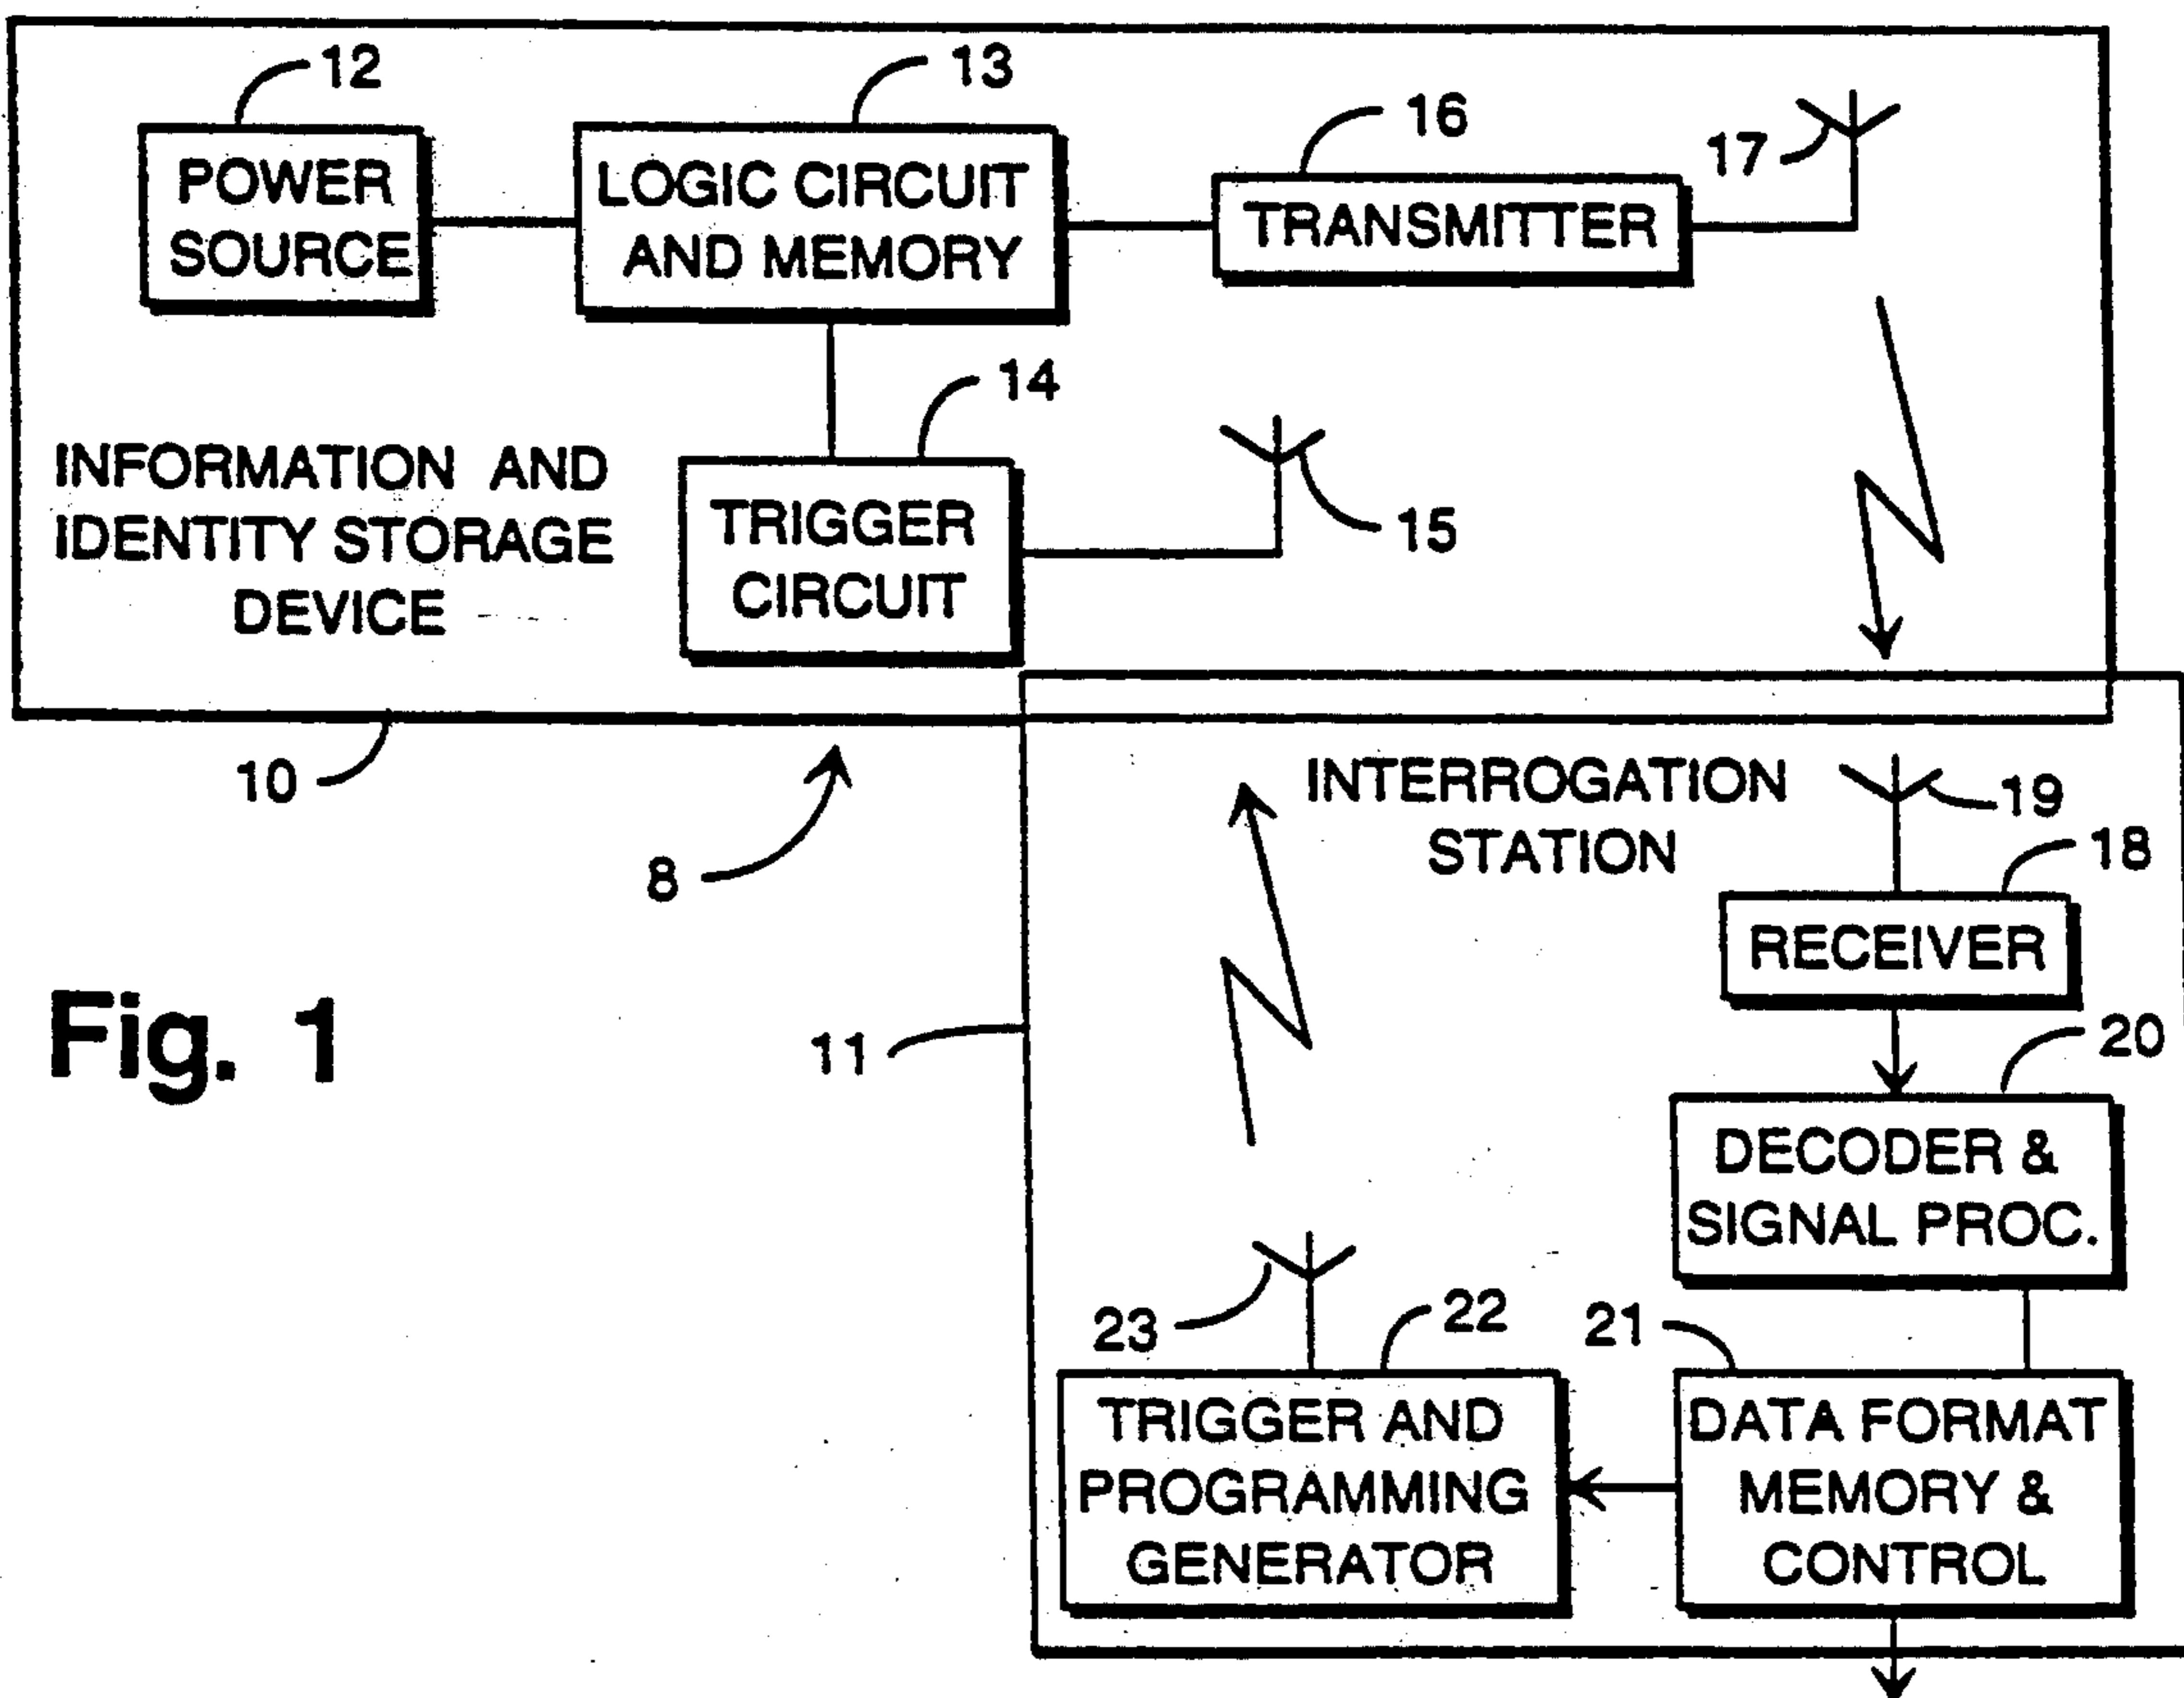 12
13
16
17
POWER
SOURCE
LOGIC CIRCUIT
AND MEMORY
TRANSMITTER
14
INFORMATION AND
IDENTITY STORAGE
DEVICE
TRIGGER
CIRCUIT
15
10
8
INTERROGATION
STATION
19
18
RECEIVER
Fig. 1
11
20
DECODER &
SIGNAL PROC.
23
22
21
TRIGGER AND
PROGRAMMING
GENERATOR
DATA FORMAT
MEMORY &
CONTROL